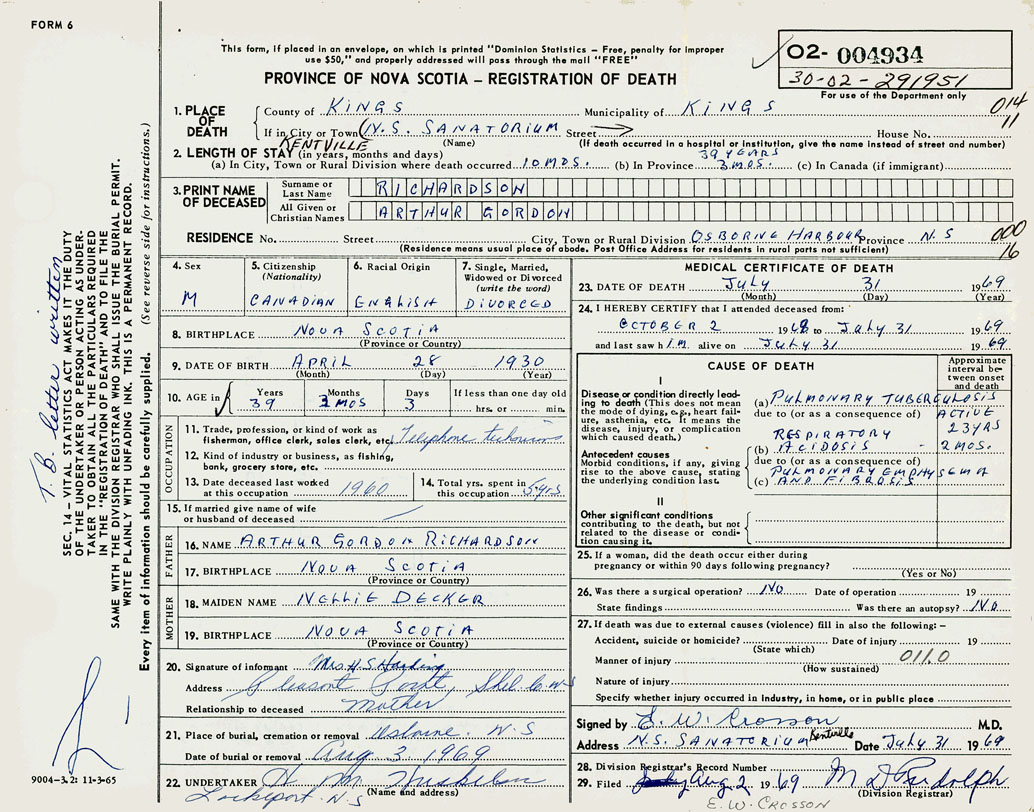 FORM 6
This form, if placed in an envelope, on which is printed "Dominion Statistics – Free, penalty for improper
use $50," and properly addressed will pass through the mail "FREE"
02- 004934
30-02-291951
For use of the Department only
PROVINCE OF NOVA SCOTIA – REGISTRATION OF DEATH
014
11
1. PLACE OF DEATH
County of KINGS Municipality of KINGS
If in City or Town (N.S. SANATORIUM Street House No.
KENTVILLE (Name) (If death occurred in a hospital or institution, give the name instead of street and number)
2. LENGTH OF STAY (in years, months and days) 39 YEARS
(a) In City, Town or Rural Division where death occurred 10 MOS. (b) In Province 3 MOS. (c) In Canada (if immigrant)
3. PRINT NAME OF DECEASED
Surname or Last Name RICHARDSON
All Given or Christian Names ARTHUR GORDON
RESIDENCE No. Street City, Town or Rural Division OSBORNE HARBOUR Province N S
000
16
(Residence means usual place of abode. Post Office Address for residents in rural parts not sufficient)
4. Sex
M
5. Citizenship (Nationality)
CANADIAN
6. Racial Origin
ENGLISH
7. Single, Married, Widowed or Divorced (write the word)
DIVORCED
8. BIRTHPLACE NOVA SCOTIA
(Province or Country)
9. DATE OF BIRTH APRIL 28 1930
(Month) (Day) (Year)
10. AGE in Years Months Days If less than one day old
39 3 MOS 3 hrs. or min.
OCCUPATION
11. Trade, profession, or kind of work as
fisherman, office clerk, sales clerk, etc. Telephone
12. Kind of industry or business, as fishing,
bank, grocery store, etc.
13. Date deceased last worked
at this occupation 1960
14. Total yrs. spent in
this occupation 5 yrs
15. If married give name of wife
or husband of deceased
FATHER
16. NAME ARTHUR GORDON RICHARDSON
17. BIRTHPLACE NOVA SCOTIA
(Province or Country)
MOTHER
18. MAIDEN NAME NELLIE DECKER
19. BIRTHPLACE NOVA SCOTIA
(Province or Country)
20. Signature of informant Mrs H. S. Harding
Address Pleasant Point, Shel Co N-S
Relationship to deceased Mother
21. Place of burial, cremation or removal Osborne. N.S
Date of burial or removal Aug 3, 1969
22. UNDERTAKER
(Name and address)
Lockeport N.S
MEDICAL CERTIFICATE OF DEATH
23. DATE OF DEATH July 31 1969
(Month) (Day) (Year)
24. I HEREBY CERTIFY that I attended deceased from:
OCTOBER 2 1968 to July 31 1969
and last saw him alive on July 31 1969
CAUSE OF DEATH
Approximate interval between onset and death
I
Disease or condition directly leading to death (This does not mean
the mode of dying, e.g., heart failure, asthenia, etc. It means the
disease, injury, or complication
which caused death.)
(a) PULMONARY TUBERCULOSIS
due to (or as a consequence of) ACTIVE
23 YRS
Antecedent causes
Morbid conditions, if any, giving
rise to the above cause, stating
the underlying condition last.
RESPIRATORY
(b) ACIDOSIS - 2 MOS.
due to (or as a consequence of)
PULMONARY EMPHYSEMA
(c) AND FIBROSIS
II
Other significant conditions
contributing to the death, but not
related to the disease or condition causing it.
25. If a woman, did the death occur either during
pregnancy or within 90 days following pregnancy?
(Yes or No)
26. Was there a surgical operation? NO Date of operation 19
State findings Was there an autopsy? NO
27. If death was due to external causes (violence) fill in also the following: –
Accident, suicide or homicide? Date of injury 19
(State which)
Manner of injury 011.0
(How sustained)
Nature of injury
Specify whether injury occurred in Industry, in home, or in public place
Signed by E. W. Crosson M.D.
Address N.S. SANATORIUM Kentville Date July 31 1969
28. Division Registrar's Record Number
29. Filed Aug 2 1969 M D Rudolph
(Division Registrar)
E. W. CROSSON
T.B. letter written
SEC. 14 – VITAL STATISTICS ACT MAKES IT THE DUTY
OF THE UNDERTAKER OR PERSON ACTING AS UNDER-
TAKER TO OBTAIN ALL THE PARTICULARS REQUIRED
IN THE "REGISTRATION OF DEATH" AND TO FILE THE
SAME WITH THE DIVISION REGISTRAR WHO SHALL ISSUE THE BURIAL PERMIT.
WRITE PLAINLY WITH UNFADING INK. THIS IS A PERMANENT RECORD.
Every item of information should be carefully supplied. (See reverse side for instructions.)
9004-3.2: 11-3-65